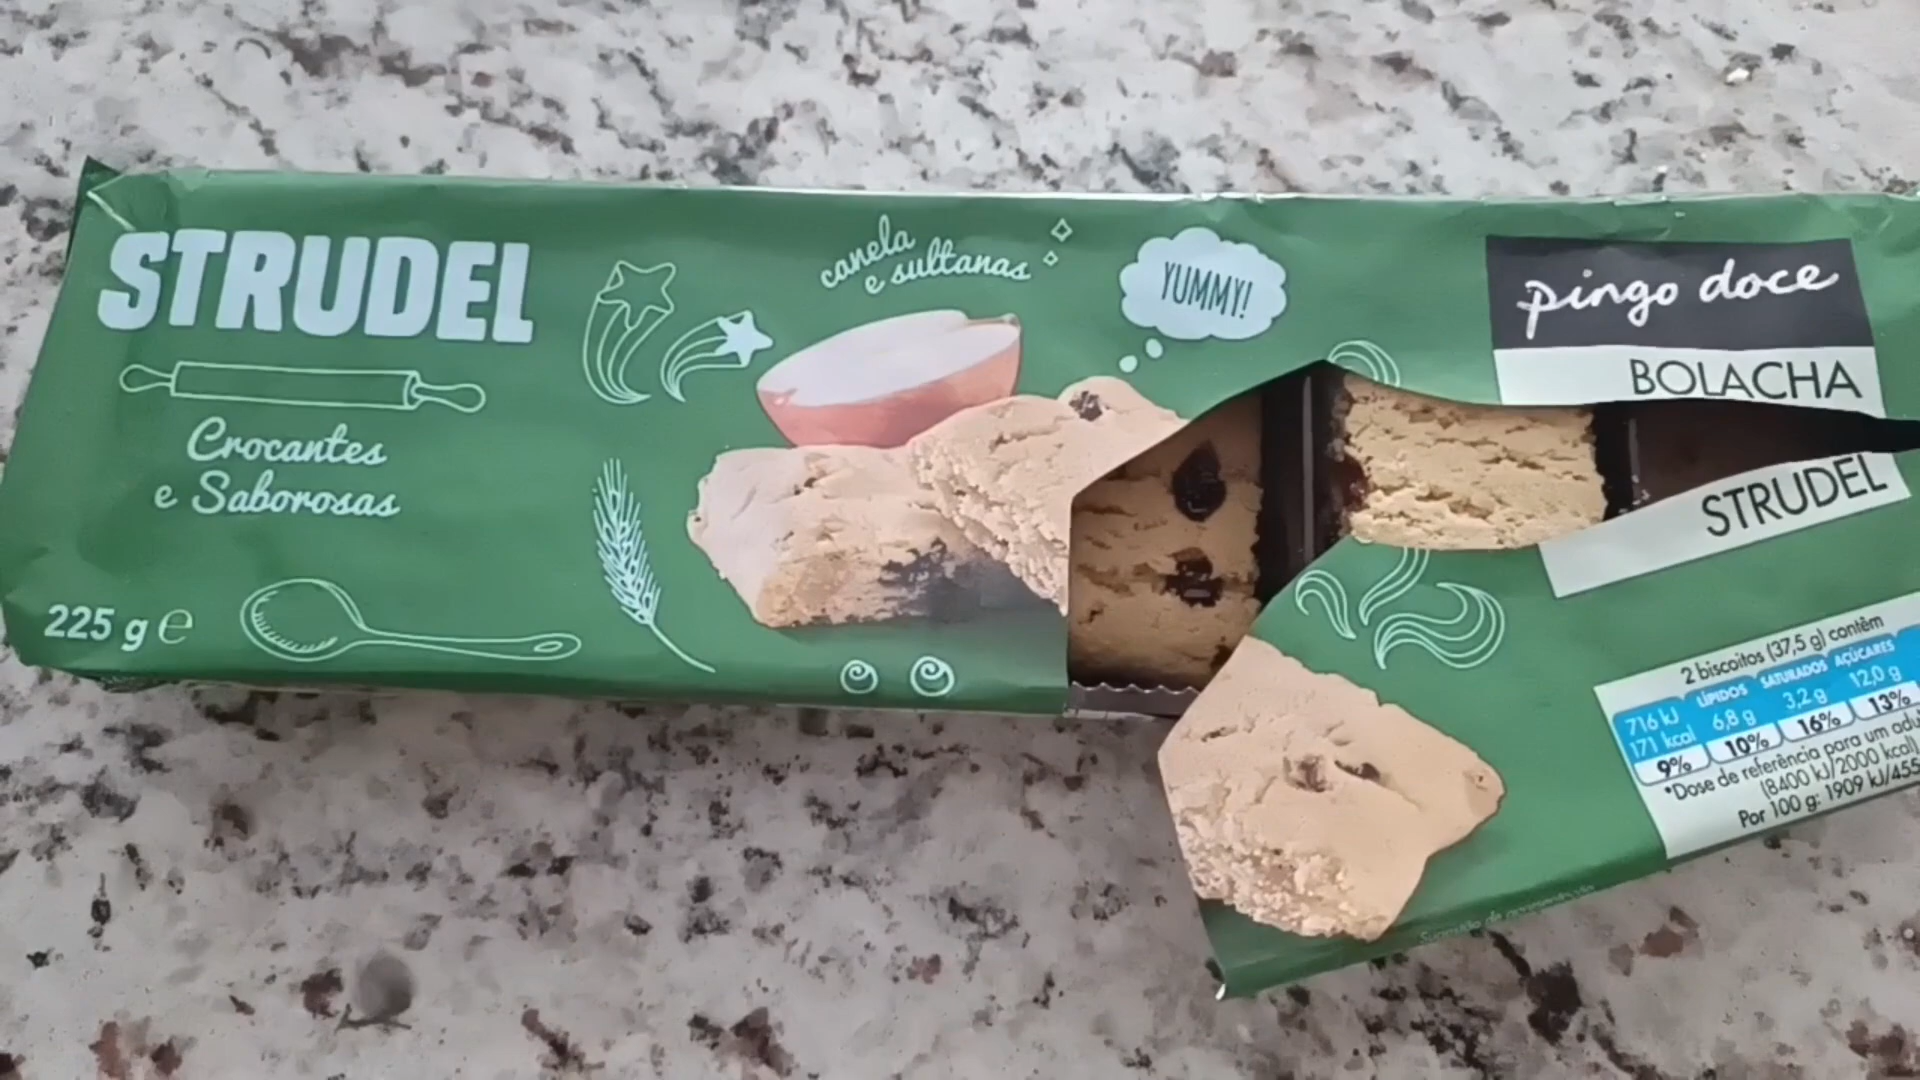 STRUDEL
Crocantes
e Saborosas
225 g e
canela
e sultanas
YUMMY!
pingo doce
BOLACHA
STRUDEL
2 biscoitos (37,5 g) contêm
LÍPIDOS SATURADOS AÇÚCARES
716 kJ
171 kcal 6,8 g 3,2 g 12,0 g
9% 10% 16% 13%
*Dose de referência para um adu
(8400 kJ/2000 kcal)
Por 100 g: 1909 kJ/455